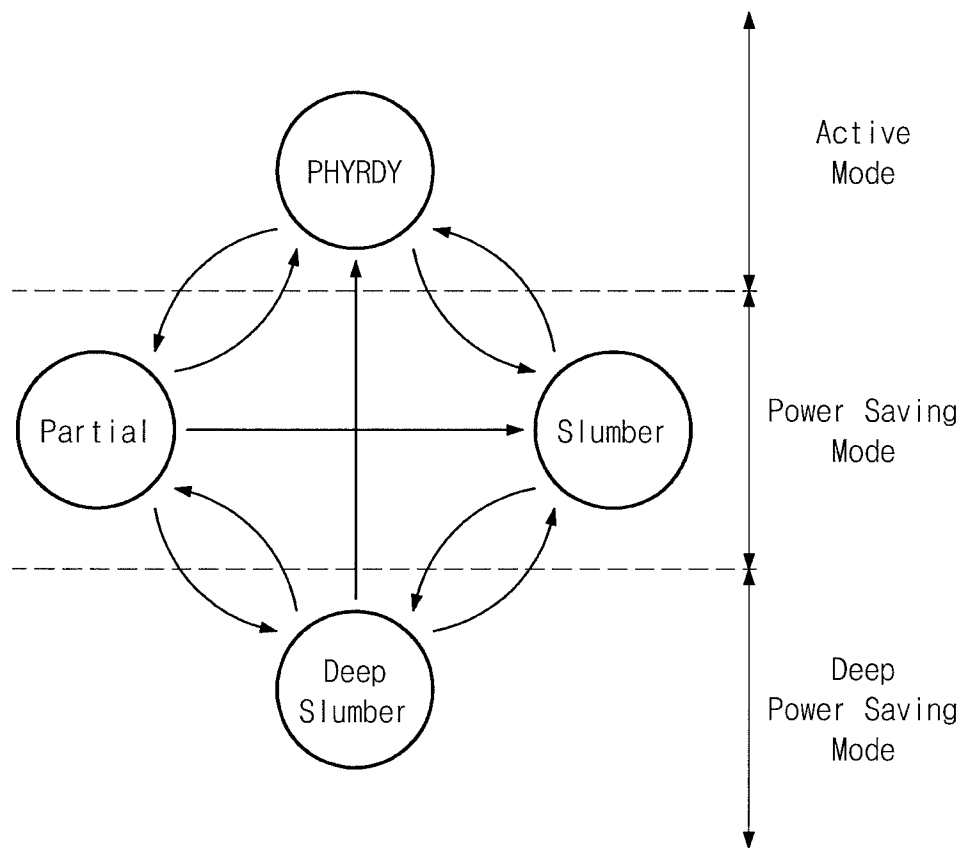 Active
Mode
PHYRDY
Partial
Slumber
Power Saving
Mode
Deep
Slumber
Deep
Power Saving
Mode